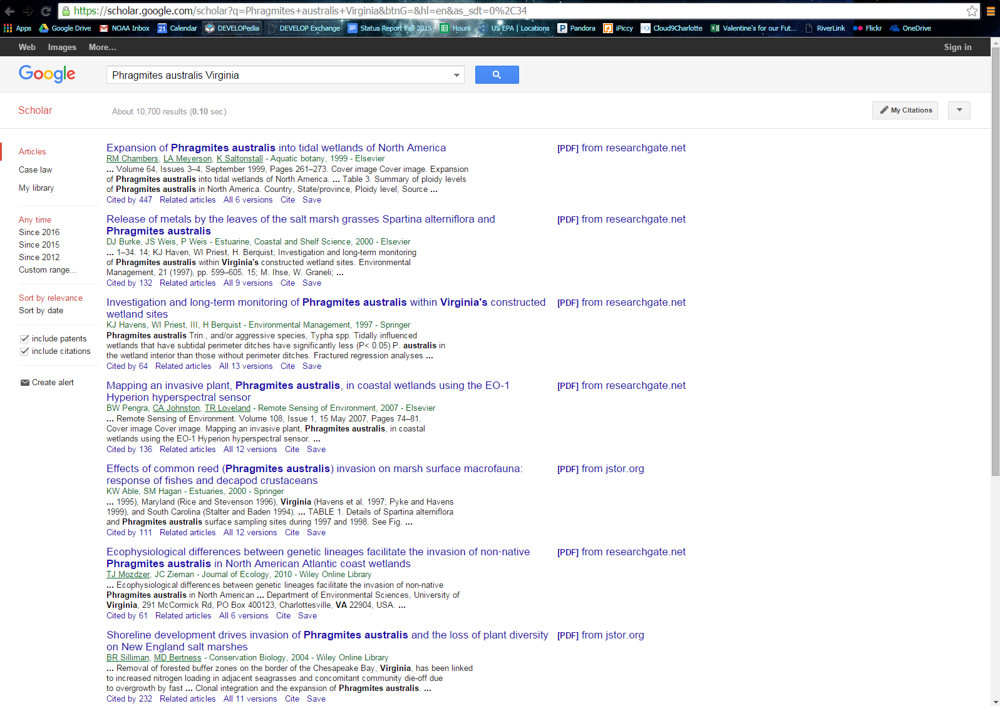 https://scholar.google.com/scholar?q=Phragmites+australis+Virginia&btnG=&hl=en&as_sdt=0%2C34
Apps Google Drive NOAA Inbox 21 Calendar DEVELOPedia DEVELOP Exchange Status Report Fall 2015 Hours US EPA | Locations Pandora iPiccy Cloud9Charlotte Valentine's for our Fut... RiverLink Flickr OneDrive
Web Images More... Sign in
Google Phragmites australis Virginia
Scholar About 10,700 results (0.10 sec) My Citations
Articles
Case law
My library
Any time
Since 2016
Since 2015
Since 2012
Custom range...
Sort by relevance
Sort by date
include patents
include citations
Create alert
Expansion of Phragmites australis into tidal wetlands of North America [PDF] from researchgate.net
RM Chambers, LA Meyerson, K Saltonstall - Aquatic botany, 1999 - Elsevier
... Volume 64, Issues 3–4, September 1999, Pages 261–273. Cover image Cover image. Expansion
of Phragmites australis into tidal wetlands of North America. ... Table 3. Summary of ploidy levels
of Phragmites australis in North America. Country, State/province, Ploidy level, Source ...
Cited by 447 Related articles All 6 versions Cite Save
Release of metals by the leaves of the salt marsh grasses Spartina alterniflora and [PDF] from researchgate.net
Phragmites australis
DJ Burke, JS Weis, P Weis - Estuarine, Coastal and Shelf Science, 2000 - Elsevier
... 1–34. 14; KJ Haven, WI Priest, H. Berquist; Investigation and long-term monitoring
of Phragmites australis within Virginia's constructed wetland sites. Environmental
Management, 21 (1997), pp. 599–605. 15; M. Ihse, W. Graneli; ...
Cited by 132 Related articles All 9 versions Cite Save
Investigation and long-term monitoring of Phragmites australis within Virginia's constructed [PDF] from researchgate.net
wetland sites
KJ Havens, WI Priest, III, H Berquist - Environmental Management, 1997 - Springer
Phragmites australis Trin., and/or aggressive species, Typha spp. Tidally influenced
wetlands that have subtidal perimeter ditches have significantly less (P< 0.05) P. australis in
the wetland interior than those without perimeter ditches. Fractured regression analyses ...
Cited by 64 Related articles All 13 versions Cite Save
Mapping an invasive plant, Phragmites australis, in coastal wetlands using the EO-1 [PDF] from researchgate.net
Hyperion hyperspectral sensor
BW Pengra, CA Johnston, TR Loveland - Remote Sensing of Environment, 2007 - Elsevier
... Remote Sensing of Environment. Volume 108, Issue 1, 15 May 2007, Pages 74–81.
Cover image Cover image. Mapping an invasive plant, Phragmites australis, in coastal
wetlands using the EO-1 Hyperion hyperspectral sensor. ...
Cited by 136 Related articles All 12 versions Cite Save
Effects of common reed (Phragmites australis) invasion on marsh surface macrofauna: [PDF] from jstor.org
response of fishes and decapod crustaceans
KW Able, SM Hagan - Estuaries, 2000 - Springer
... 1995), Maryland (Rice and Stevenson 1996), Virginia (Havens et al. 1997; Pyke and Havens
1999), and South Carolina (Stalter and Baden 1994). ... TABLE 1. Details of Spartina alterniflora
and Phragmites australis surface sampling sites during 1997 and 1998. See Fig. ...
Cited by 111 Related articles All 12 versions Cite Save
Ecophysiological differences between genetic lineages facilitate the invasion of non-native [PDF] from researchgate.net
Phragmites australis in North American Atlantic coast wetlands
TJ Mozdzer, JC Zieman - Journal of Ecology, 2010 - Wiley Online Library
... Ecophysiological differences between genetic lineages facilitate the invasion of non-native
Phragmites australis in North American ... Department of Environmental Sciences, University of
Virginia, 291 McCormick Rd, PO Box 400123, Charlottesville, VA 22904, USA. ...
Cited by 61 Related articles All 6 versions Cite Save
Shoreline development drives invasion of Phragmites australis and the loss of plant diversity [PDF] from jstor.org
on New England salt marshes
BR Silliman, MD Bertness - Conservation Biology, 2004 - Wiley Online Library
... Removal of forested buffer zones on the border of the Chesapeake Bay, Virginia, has been linked
to increased nitrogen loading in adjacent seagrasses and concomitant community die-off due
to overgrowth by fast ... Clonal integration and the expansion of Phragmites australis. ...
Cited by 232 Related articles All 11 versions Cite Save